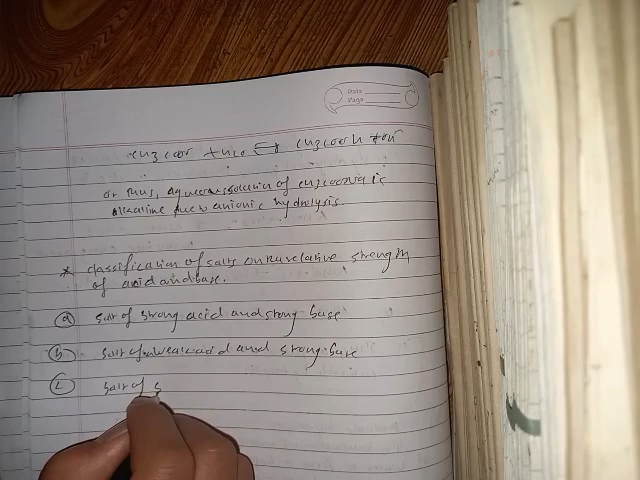 Date
Page
CH3COO⁻ + H2O ⇌ CH3COOH + OH⁻
or Thus, aqueous solution of CH3COONa is
alkaline due to anionic hydrolysis.
* classification of salts on relative strength
of acid and base.
(a) Salt of strong acid and strong base
(b) Salt of weak acid and strong base
(c) Salt of s